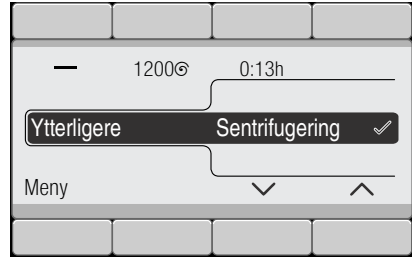 — 1200 0:13h
Ytterligere Sentrifugering ✓
Meny